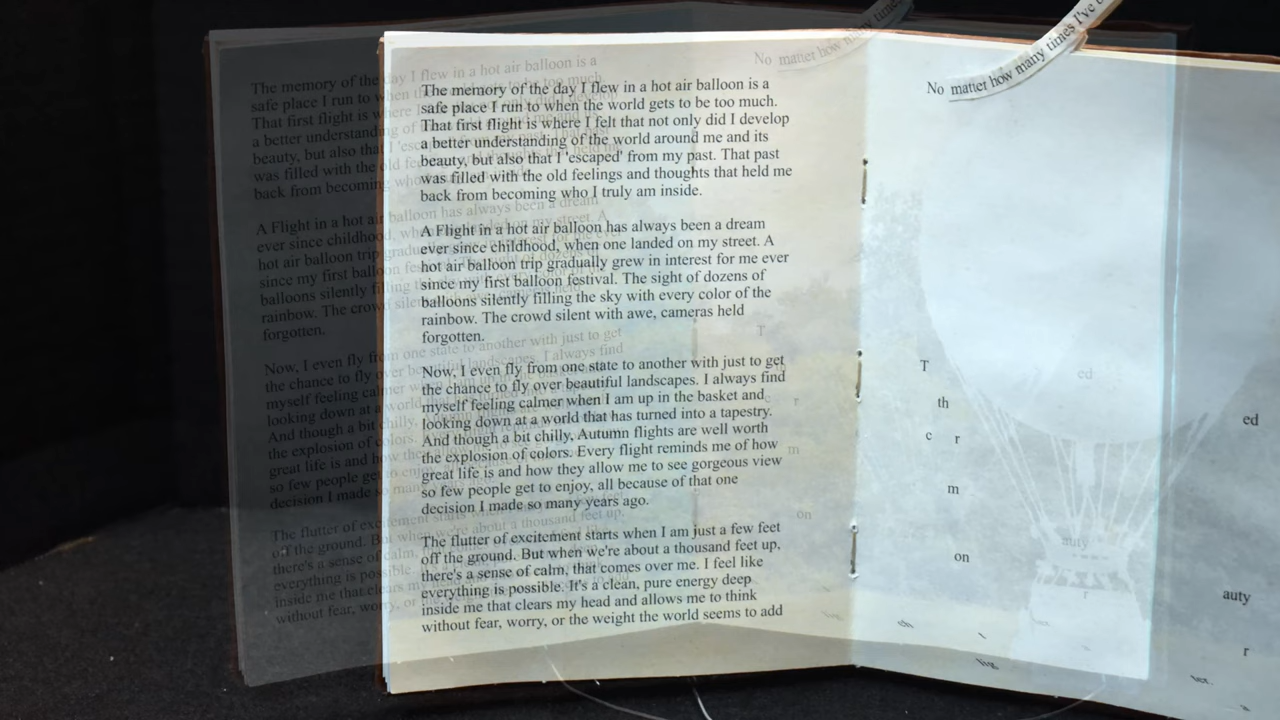 The memory of the day I flew in a hot air balloon is a
safe place I run to when the world gets to be too much.
That first flight is where I felt that not only did I develop
a better understanding of the world around me and its
beauty, but also that I 'escaped' from my past. That past
was filled with the old feelings and thoughts that held me
back from becoming who I truly am inside.
A Flight in a hot air balloon has always been a dream
ever since childhood, when one landed on my street. A
hot air balloon trip gradually grew in interest for me ever
since my first balloon festival. The sight of dozens of
balloons silently filling the sky with every color of the
rainbow. The crowd silent with awe, cameras held
forgotten.
Now, I even fly from one state to another with just to get
the chance to fly over beautiful landscapes. I always find
myself feeling calmer when I am up in the basket and
looking down at a world that has turned into a tapestry.
And though a bit chilly, Autumn flights are well worth
the explosion of colors. Every flight reminds me of how
great life is and how they allow me to see gorgeous view
so few people get to enjoy, all because of that one
decision I made so many years ago.
The flutter of excitement starts when I am just a few feet
off the ground. But when we're about a thousand feet up,
there's a sense of calm, that comes over me. I feel like
everything is possible. It's a clean, pure energy deep
inside me that clears my head and allows me to think
without fear, worry, or the weight the world seems to add
No matter how many times I've
T
ed
th
c r
m
on
auty
r